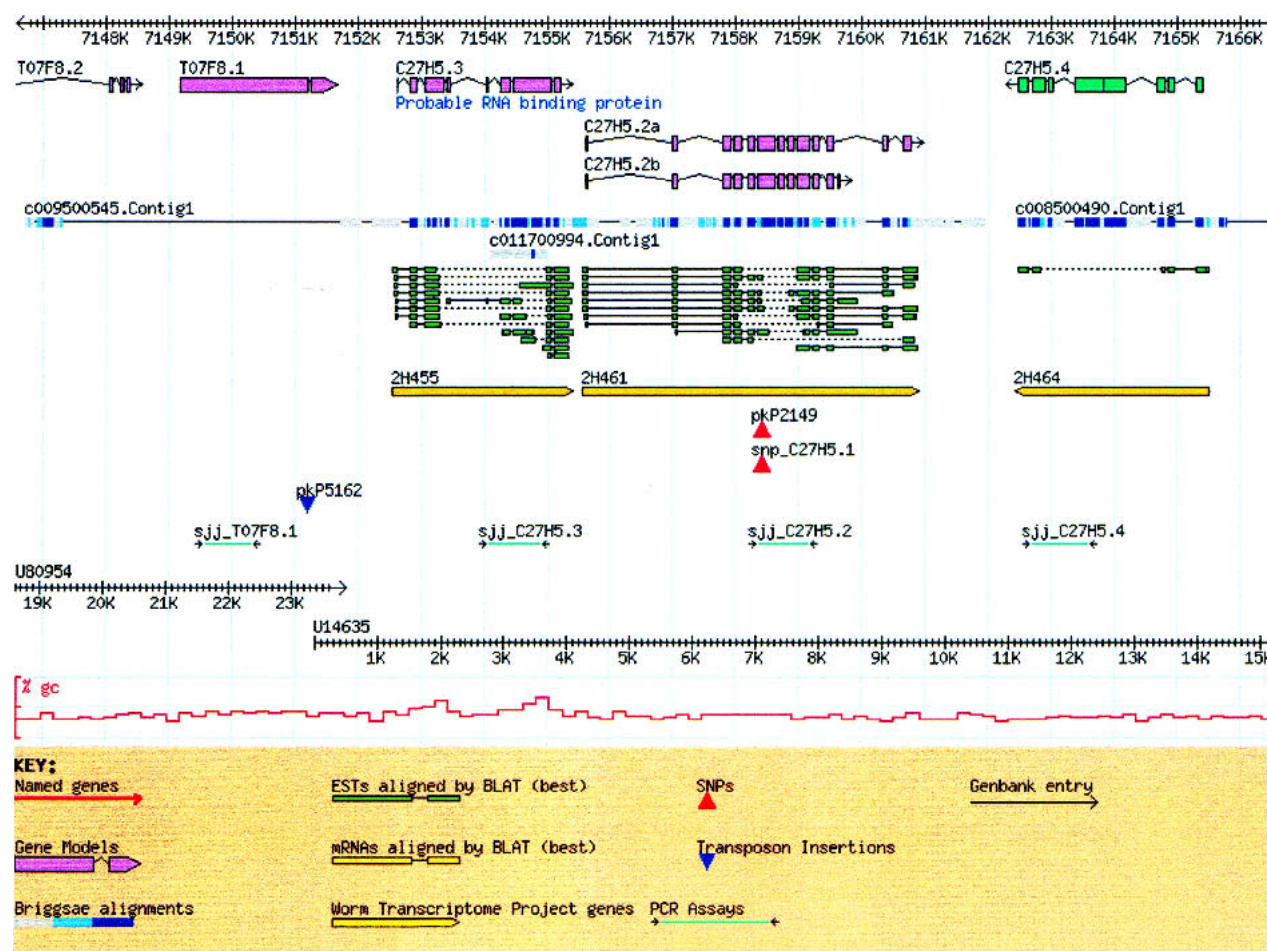 7148K 7149K 7150K 7151K 7152K 7153K 7154K 7155K 7156K 7157K 7158K 7159K 7160K 7161K 7162K 7163K 7164K 7165K 7166K
T07F8.2 T07F8.1 C27H5.3 C27H5.4
Probable RNA binding protein
C27H5.2a
C27H5.2b
c009500545.Contig1 c008500490.Contig1
c011700994.Contig1
2H455 2H461 2H464
pkP2149
snp_C27H5.1
pkP5162
sjj_T07F8.1 sjj_C27H5.3 sjj_C27H5.2 sjj_C27H5.4
U80954
19K 20K 21K 22K 23K
U14635
1K 2K 3K 4K 5K 6K 7K 8K 9K 10K 11K 12K 13K 14K 15K
% gc
KEY:
Named genes ESTs aligned by BLAT (best) SNPs Genbank entry
Gene Models mRNAs aligned by BLAT (best) Transposon Insertions
Briggsae alignments Worm Transcriptome Project genes PCR Assays